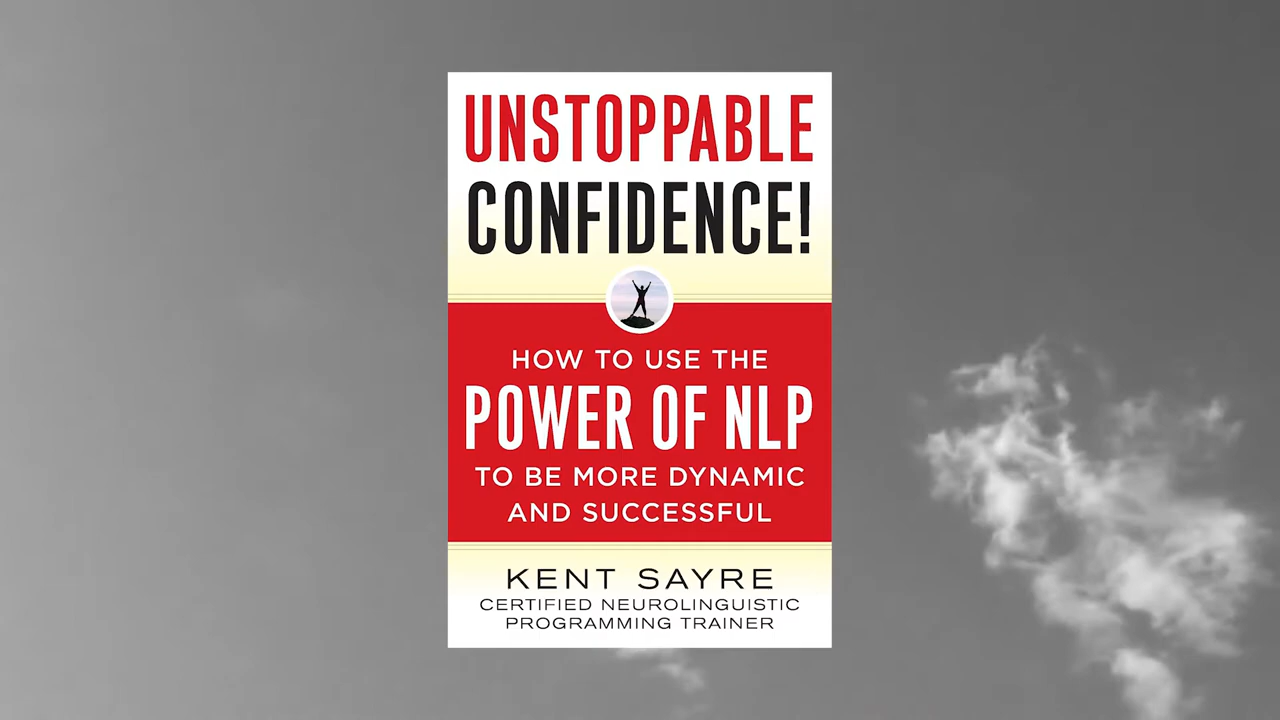 UNSTOPPABLE
CONFIDENCE!
HOW TO USE THE
POWER OF NLP
TO BE MORE DYNAMIC
AND SUCCESSFUL
KENT SAYRE
CERTIFIED NEUROLINGUISTIC
PROGRAMMING TRAINER